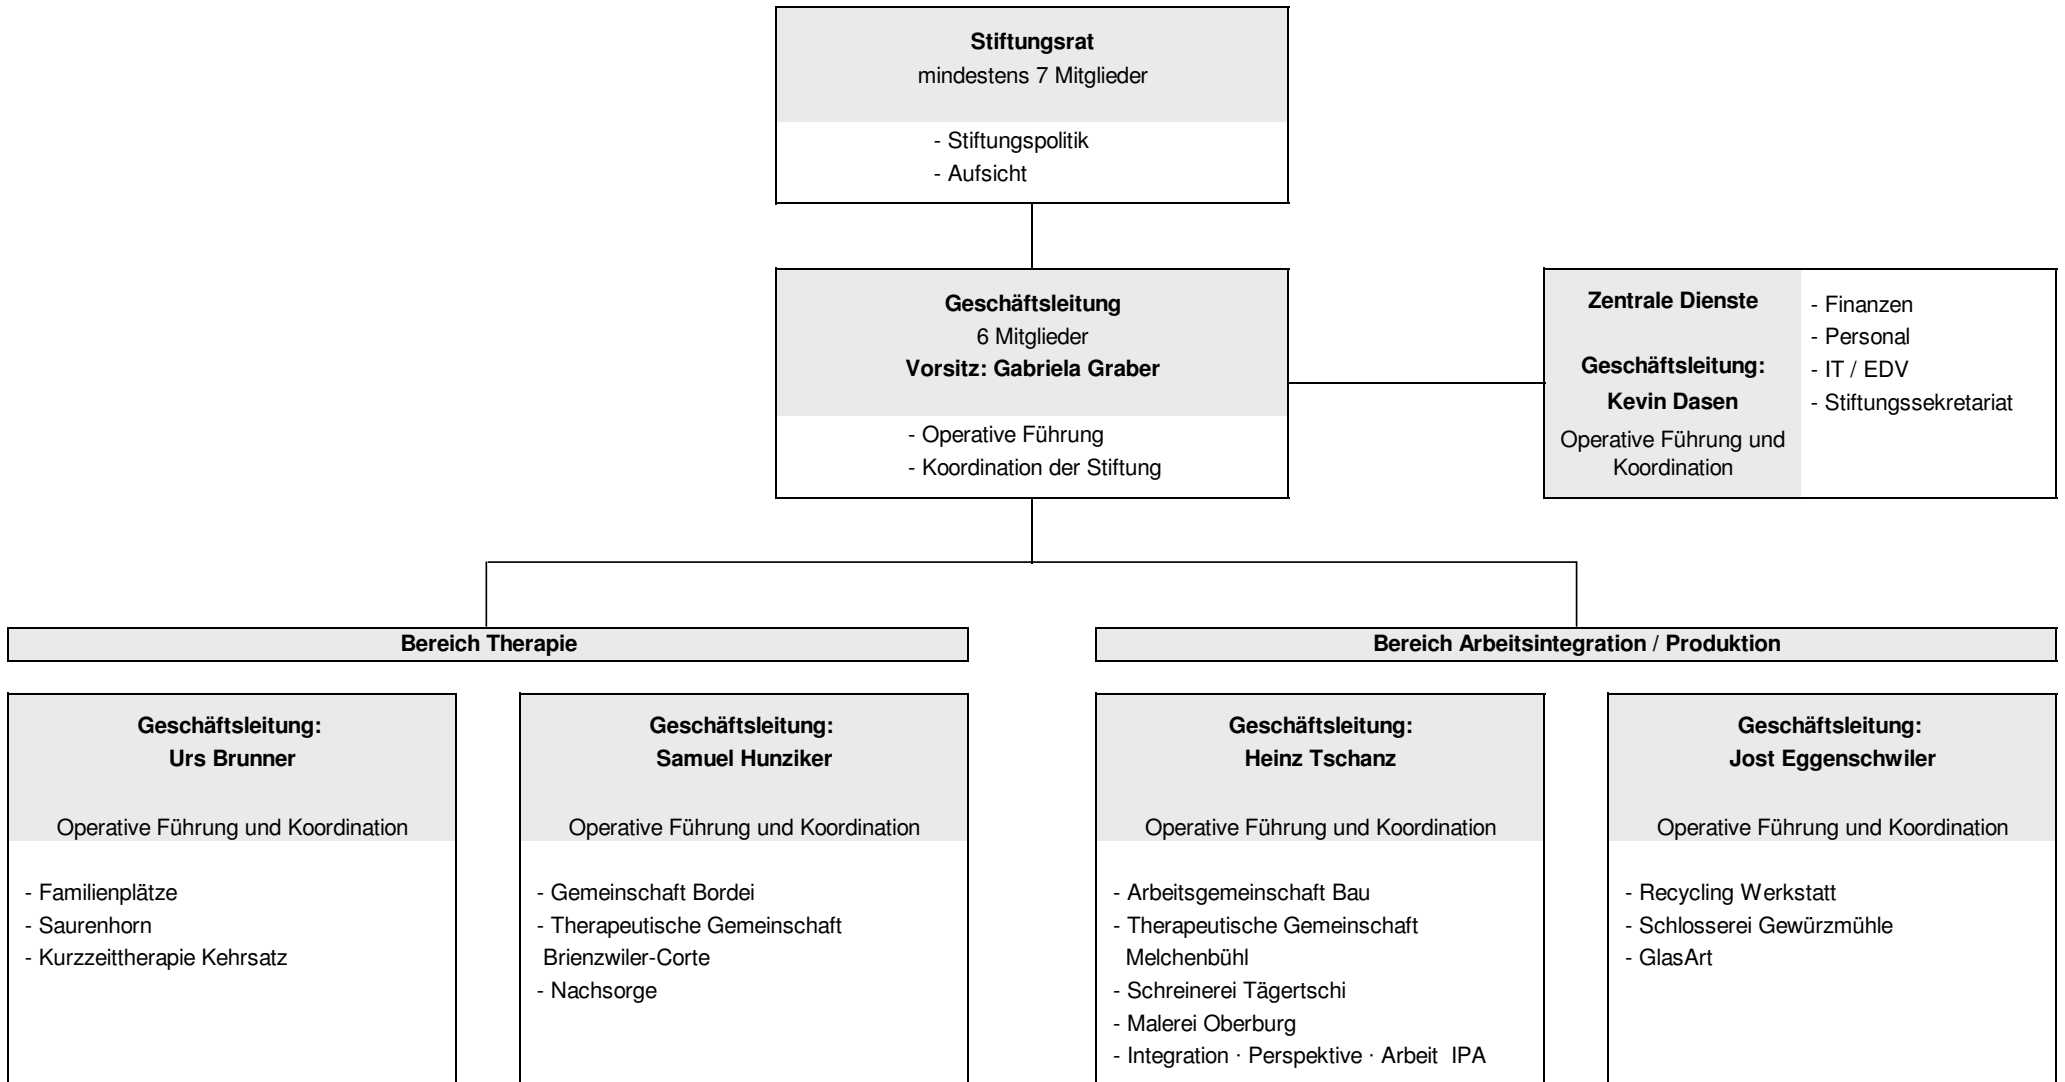 Stiftungsrat
mindestens 7 Mitglieder
- Stiftungspolitik
- Aufsicht
Geschäftsleitung
6 Mitglieder
Vorsitz: Gabriela Graber
- Operative Führung
- Koordination der Stiftung
Zentrale Dienste
Geschäftsleitung:
Kevin Dasen
Operative Führung und
Koordination
- Finanzen
- Personal
- IT / EDV
- Stiftungssekretariat
Bereich Therapie
Geschäftsleitung:
Urs Brunner
Operative Führung und Koordination
- Familienplätze
- Saurenhorn
- Kurzzeittherapie Kehrsatz
Geschäftsleitung:
Samuel Hunziker
Operative Führung und Koordination
- Gemeinschaft Bordei
- Therapeutische Gemeinschaft
Brienzwiler-Corte
- Nachsorge
Bereich Arbeitsintegration / Produktion
Geschäftsleitung:
Heinz Tschanz
Operative Führung und Koordination
- Arbeitsgemeinschaft Bau
- Therapeutische Gemeinschaft
Melchenbühl
- Schreinerei Tägertschi
- Malerei Oberburg
- Integration · Perspektive · Arbeit IPA
Geschäftsleitung:
Jost Eggenschwiler
Operative Führung und Koordination
- Recycling Werkstatt
- Schlosserei Gewürzmühle
- GlasArt